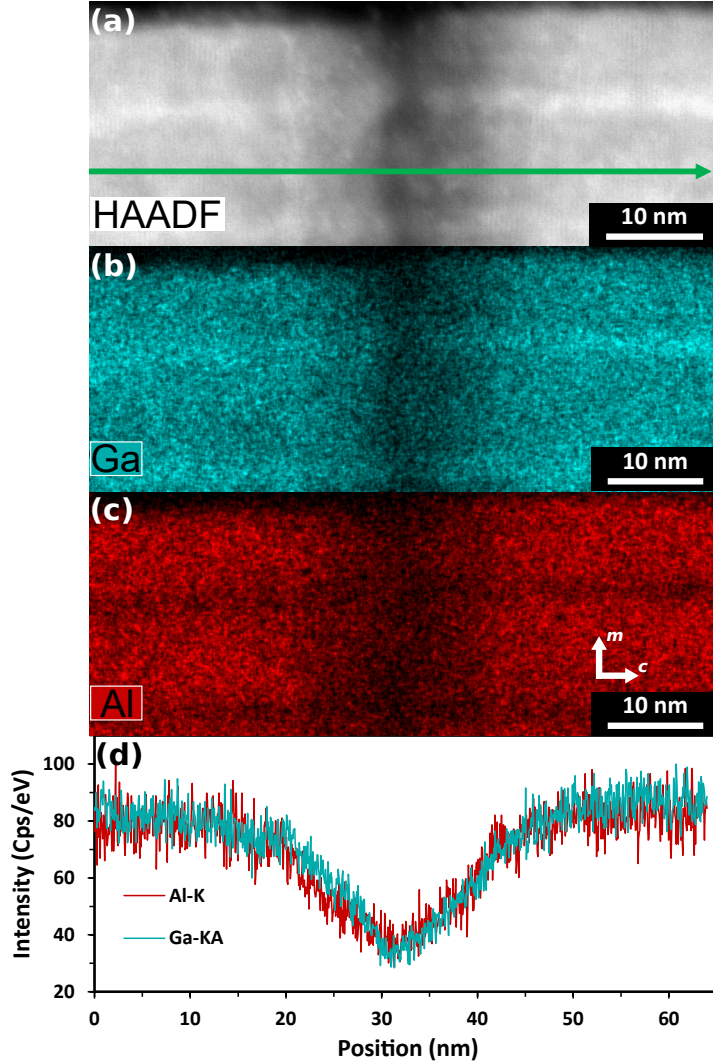 (a)
HAADF
10 nm
(b)
Ga
10 nm
(c)
m
c
Al
10 nm
(d)
100
80
60
40
20
Intensity (Cps/eV)
Al-K
Ga-KA
0 10 20 30 40 50 60
Position (nm)